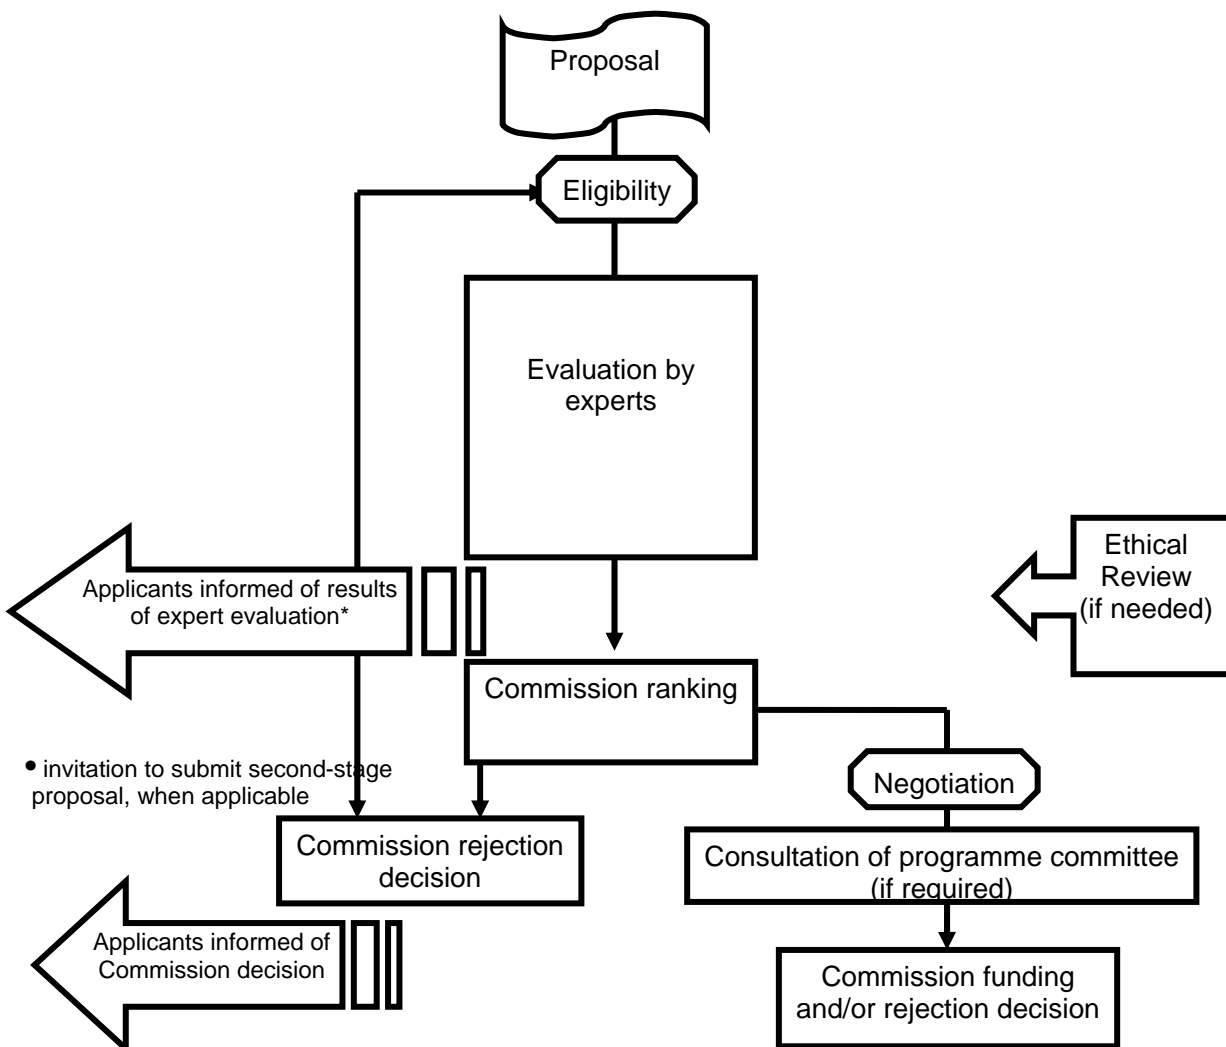 Proposal
Eligibility
Evaluation by
experts
Ethical
Review
(if needed)
Applicants informed of results
of expert evaluation*
Commission ranking
• invitation to submit second-stage
proposal, when applicable
Negotiation
Commission rejection
decision
Consultation of programme committee
(if required)
Applicants informed of
Commission decision
Commission funding
and/or rejection decision